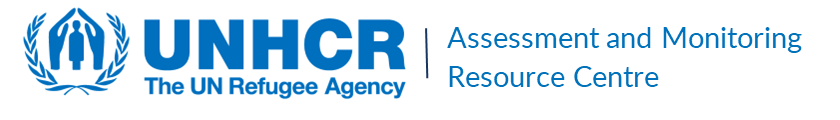 UNHCR
The UN Refugee Agency
Assessment and Monitoring
Resource Centre